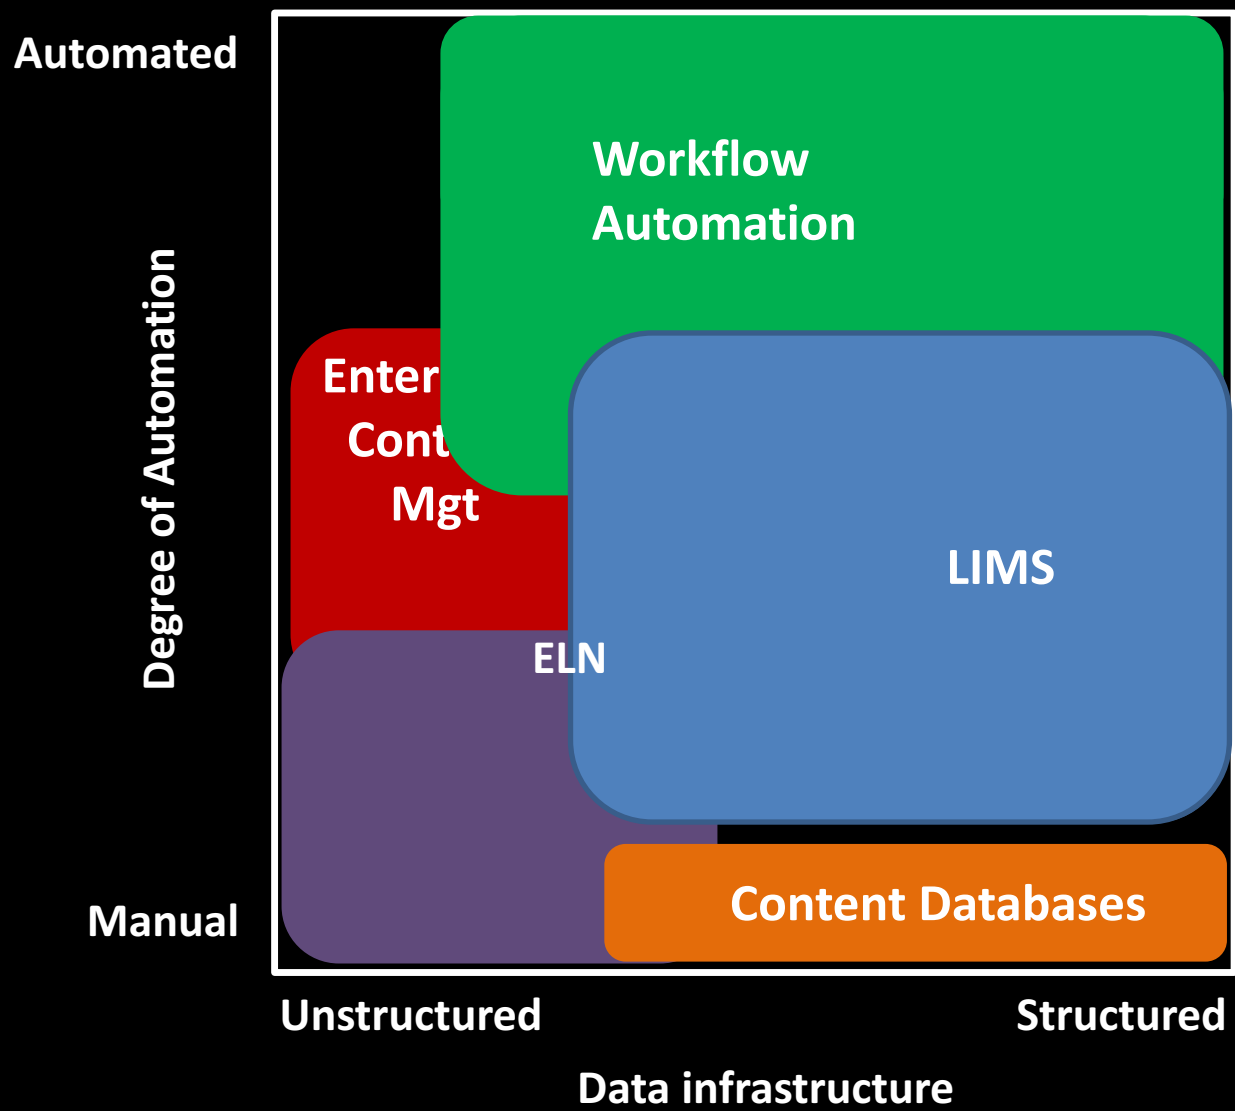 Automated
Workflow
Automation
Degree of Automation
Enter
Cont
Mgt
LIMS
ELN
Content Databases
Manual
Unstructured
Structured
Data infrastructure